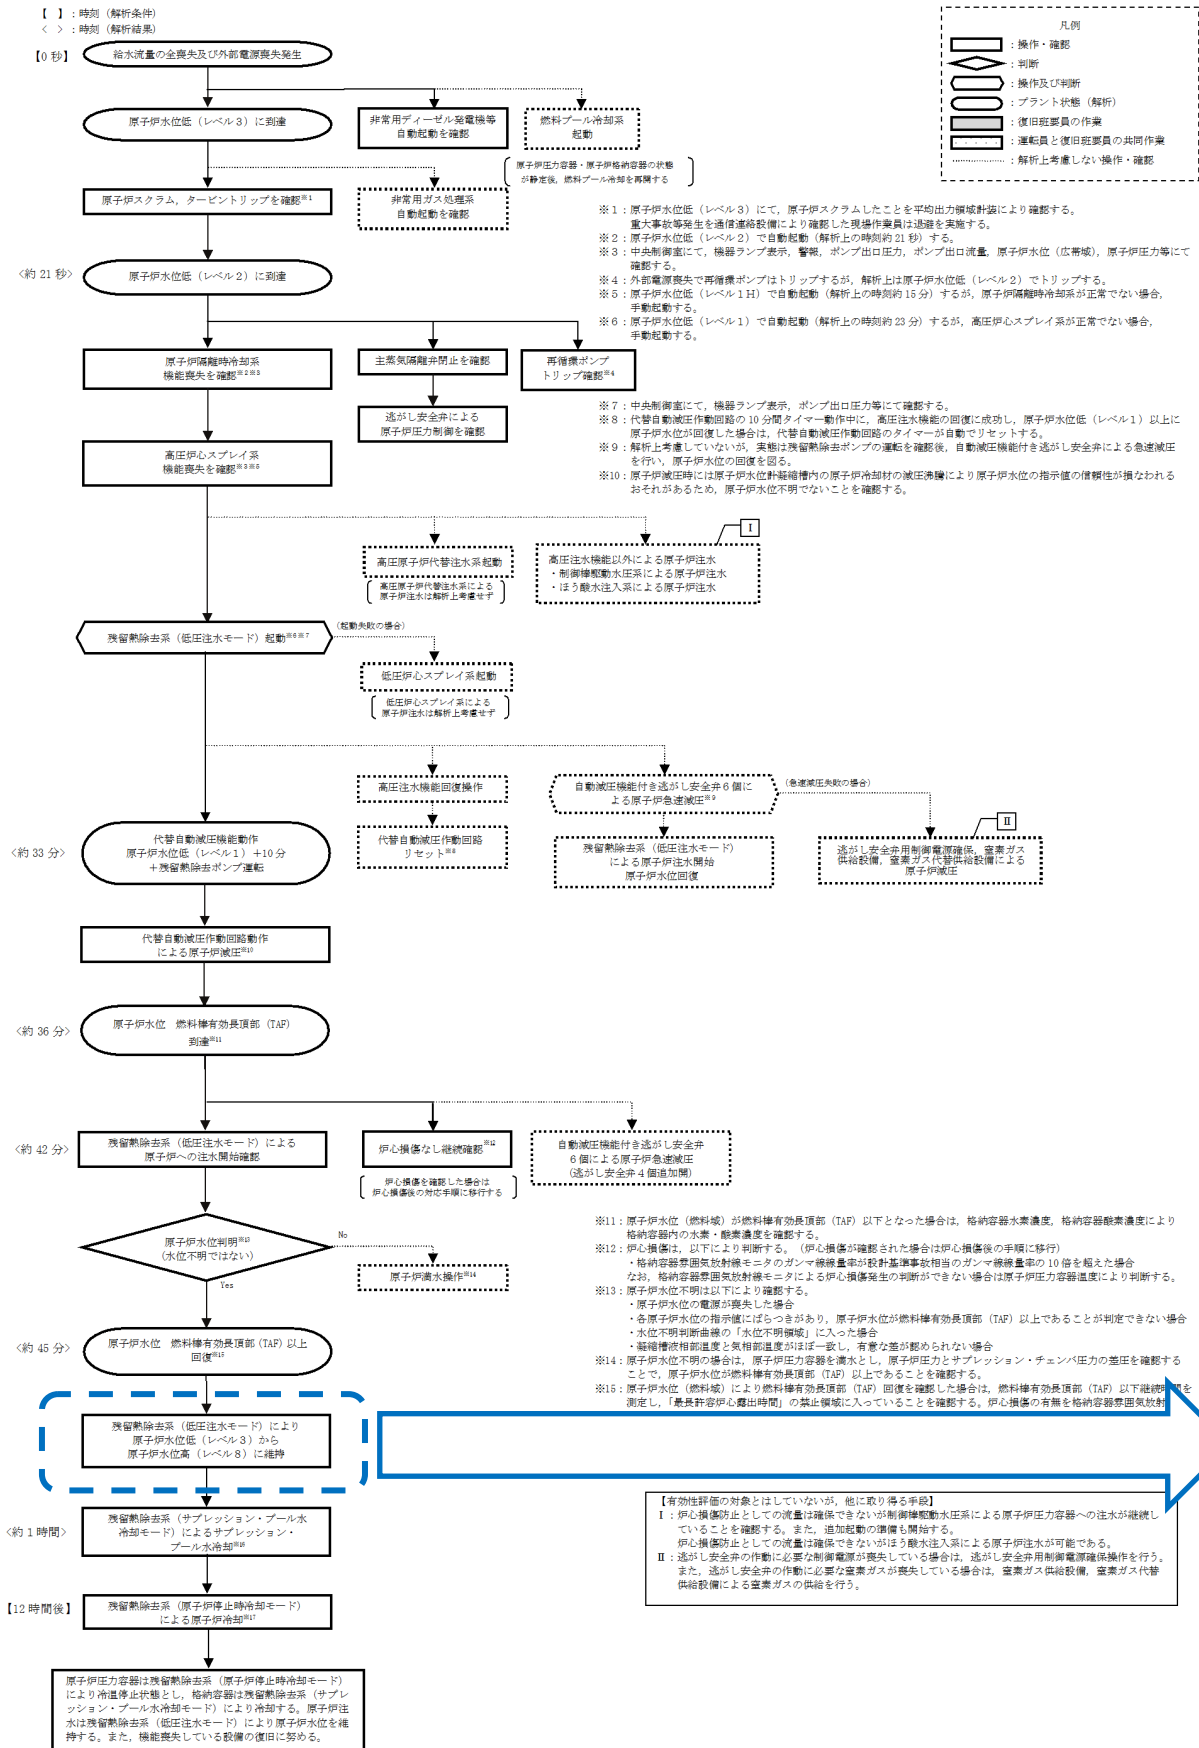 【　】：時刻（解析条件）
＜　＞：時刻（解析結果）
【0 秒】
給水流量の全喪失及び外部電源喪失発生
凡例
：操作・確認
：判断
：操作及び判断
：プラント状態（解析）
：復旧班要員の作業
：運転員と復旧班要員の共同作業
：解析上考慮しない操作・確認
原子炉水位低（レベル３）に到達
非常用ディーゼル発電機等
自動起動を確認
燃料プール冷却系
起動
原子炉圧力容器・原子炉格納容器の状態
が静定後，燃料プール冷却を再開する
原子炉スクラム，タービントリップを確認※1
非常用ガス処理系
自動起動を確認
※１：原子炉水位低（レベル３）にて，原子炉スクラムしたことを平均出力領域計装により確認する。
重大事故等発生を通信連絡設備により確認した現場作業員は退避を実施する。
※２：原子炉水位低（レベル２）で自動起動（解析上の時刻約 21 秒）する。
※３：中央制御室にて，機器ランプ表示，警報，ポンプ出口圧力，ポンプ出口流量，原子炉水位（広帯域），原子炉圧力等にて
確認する。
※４：外部電源喪失で再循環ポンプはトリップするが，解析上は原子炉水位低（レベル２）でトリップする。
※５：原子炉水位低（レベル１Ｈ）で自動起動（解析上の時刻約 15 分）するが，原子炉隔離時冷却系が正常でない場合，
手動起動する。
※６：原子炉水位低（レベル１）で自動起動（解析上の時刻約 23 分）するが，高圧炉心スプレイ系が正常でない場合，
手動起動する。
＜約 21 秒＞
原子炉水位低（レベル２）に到達
原子炉隔離時冷却系
機能喪失を確認※2※3
主蒸気隔離弁閉止を確認
再循環ポンプ
トリップ確認※4
逃がし安全弁による
原子炉圧力制御を確認
※７：中央制御室にて，機器ランプ表示，ポンプ出口圧力等にて確認する。
※８：代替自動減圧作動回路の 10 分間タイマー動作中に，高圧注水機能の回復に成功し，原子炉水位低（レベル１）以上に
原子炉水位が回復した場合は，代替自動減圧作動回路のタイマーが自動でリセットする。
※９：解析上考慮していないが，実態は残留熱除去ポンプの運転を確認後，自動減圧機能付き逃がし安全弁による急速減圧
を行い，原子炉水位の回復を図る。
※10：原子炉減圧時には原子炉水位計凝縮槽内の原子炉冷却材の減圧沸騰により原子炉水位の指示値の信頼性が損なわれる
おそれがあるため，原子炉水位不明でないことを確認する。
高圧炉心スプレイ系
機能喪失を確認※3※5
Ⅰ
高圧原子炉代替注水系起動
高圧原子炉代替注水系による
原子炉注水は解析上考慮せず
高圧注水機能以外による原子炉注水
・制御棒駆動水圧系による原子炉注水
・ほう酸水注入系による原子炉注水
残留熱除去系（低圧注水モード）起動※6※7
（起動失敗の場合）
低圧炉心スプレイ系起動
低圧炉心スプレイ系による
原子炉注水は解析上考慮せず
高圧注水機能回復操作
自動減圧機能付き逃がし安全弁６個に
よる原子炉急速減圧※9
（急速減圧失敗の場合）
Ⅱ
＜約 33 分＞
代替自動減圧機能動作
原子炉水位低（レベル１）＋10 分
＋残留熱除去ポンプ運転
代替自動減圧作動回路
リセット※8
残留熱除去系（低圧注水モード）
による原子炉注水開始
原子炉水位回復
逃がし安全弁用制御電源確保，窒素ガス
供給設備，窒素ガス代替供給設備による
原子炉減圧
代替自動減圧作動回路動作
による原子炉減圧※10
＜約 36 分＞
原子炉水位　燃料棒有効長頂部（TAF）
到達※11
＜約 42 分＞
残留熱除去系（低圧注水モード）による
原子炉への注水開始確認
炉心損傷なし継続確認※12
炉心損傷を確認した場合は
炉心損傷後の対応手順に移行する
自動減圧機能付き逃がし安全弁
６個による原子炉急速減圧
（逃がし安全弁４個追加開）
原子炉水位判明※13
（水位不明ではない）
No
Yes
原子炉満水操作※14
※11：原子炉水位（燃料域）が燃料棒有効長頂部（TAF）以下となった場合は，格納容器水素濃度，格納容器酸素濃度により
格納容器内の水素・酸素濃度を確認する。
※12：炉心損傷は，以下により判断する。（炉心損傷が確認された場合は炉心損傷後の手順に移行）
・格納容器雰囲気放射線モニタのガンマ線線量率が設計基準事故相当のガンマ線線量率の 10 倍を超えた場合
なお，格納容器雰囲気放射線モニタによる炉心損傷発生の判断ができない場合は原子炉圧力容器温度により判断する。
※13：原子炉水位不明は以下により確認する。
・原子炉水位の電源が喪失した場合
・各原子炉水位の指示値にばらつきがあり，原子炉水位が燃料棒有効長頂部（TAF）以上であることが判定できない場合
・水位不明判断曲線の「水位不明領域」に入った場合
・凝縮槽液相部温度と気相部温度がほぼ一致し，有意な差が認められない場合
※14：原子炉水位不明の場合は，原子炉圧力容器を満水とし，原子炉圧力とサプレッション・チェンバ圧力の差圧を確認する
ことで，原子炉水位が燃料棒有効長頂部（TAF）以上であることを確認する。
※15：原子炉水位（燃料域）により燃料棒有効長頂部（TAF）回復を確認した場合は，燃料棒有効長頂部（TAF）以下継続時間を
測定し，「最長許容炉心露出時間」の禁止領域に入っていることを確認する。炉心損傷の有無を格納容器雰囲気放射
＜約 45 分＞
原子炉水位　燃料棒有効長頂部（TAF）以上
回復※15
残留熱除去系（低圧注水モード）により
原子炉水位低（レベル３）から
原子炉水位高（レベル８）に維持
＜約 1 時間＞
残留熱除去系（サプレッション・プール水
冷却モード）によるサプレッション・
プール水冷却※16
【有効性評価の対象とはしていないが，他に取り得る手段】
Ⅰ：炉心損傷防止としての流量は確保できないが制御棒駆動水圧系による原子炉圧力容器への注水が継続し
ていることを確認する。また，追加起動の準備も開始する。
炉心損傷防止としての流量は確保できないがほう酸水注入系による原子炉注水が可能である。
Ⅱ：逃がし安全弁の作動に必要な制御電源が喪失している場合は，逃がし安全弁用制御電源確保操作を行う。
また，逃がし安全弁の作動に必要な窒素ガスが喪失している場合は，窒素ガス供給設備，窒素ガス代替
供給設備による窒素ガスの供給を行う。
【12 時間後】
残留熱除去系（原子炉停止時冷却モード）
による原子炉冷却※17
原子炉圧力容器は残留熱除去系（原子炉停止時冷却モード）
により冷温停止状態とし，格納容器は残留熱除去系（サプレ
ッション・プール水冷却モード）により冷却する。原子炉注
水は残留熱除去系（低圧注水モード）により原子炉水位を維
持する。また，機能喪失している設備の復旧に努める。